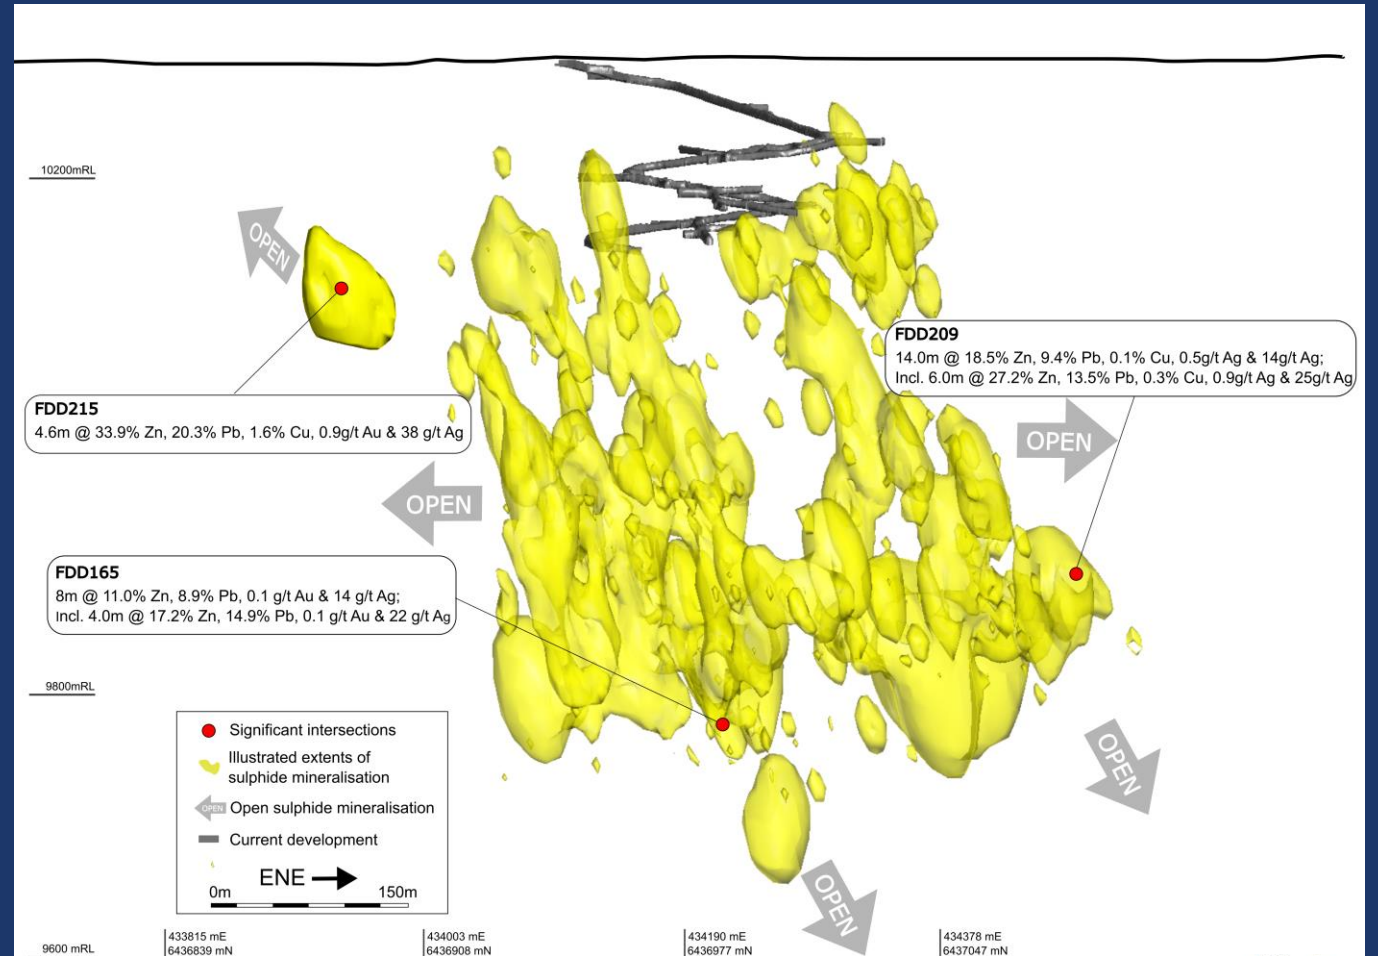 10200mRL
OPEN
FDD209
14.0m @ 18.5% Zn, 9.4% Pb, 0.1% Cu, 0.5g/t Ag & 14g/t Ag;
Incl. 6.0m @ 27.2% Zn, 13.5% Pb, 0.3% Cu, 0.9g/t Ag & 25g/t Ag
FDD215
4.6m @ 33.9% Zn, 20.3% Pb, 1.6% Cu, 0.9g/t Au & 38 g/t Ag
OPEN
OPEN
FDD165
8m @ 11.0% Zn, 8.9% Pb, 0.1 g/t Au & 14 g/t Ag;
Incl. 4.0m @ 17.2% Zn, 14.9% Pb, 0.1 g/t Au & 22 g/t Ag
9800mRL
Significant intersections
Illustrated extents of
sulphide mineralisation
OPEN Open sulphide mineralisation
Current development
ENE
0m 150m
OPEN
OPEN
9600 mRL
433815 mE
6436839 mN
434003 mE
6436908 mN
434190 mE
6436977 mN
434378 mE
6437047 mN